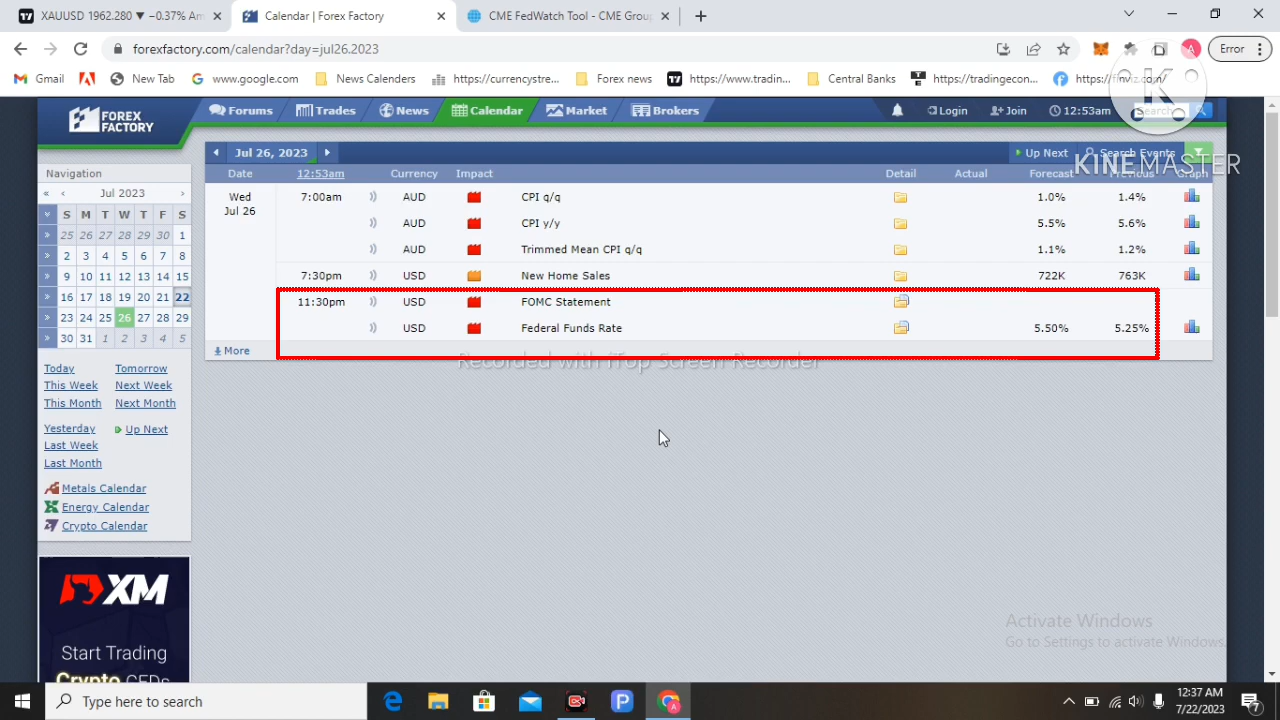 XAUUSD 1962.280 ▼ −0.37% Am
Calendar | Forex Factory
CME FedWatch Tool - CME Group
forexfactory.com/calendar?day=jul26.2023
Error
Gmail
New Tab
www.google.com
News Calenders
https://currencystre...
Forex news
https://www.tradin...
Central Banks
https://tradingecon...
https://finviz.com/
FOREX FACTORY
Forums
Trades
News
Calendar
Market
Brokers
Login
Join
12:53am
Search
K
KINEMASTER
Navigation
« ‹ Jul 2023 ›
S M T W T F S
25 26 27 28 29 30 1
2 3 4 5 6 7 8
9 10 11 12 13 14 15
16 17 18 19 20 21 22
23 24 25 26 27 28 29
30 31 1 2 3 4 5
Today Tomorrow
This Week Next Week
This Month Next Month
Yesterday Up Next
Last Week
Last Month
Metals Calendar
Energy Calendar
Crypto Calendar
XM
Start Trading
Crypto CFDs
Jul 26, 2023
Up Next
Search Events
Date 12:53am Currency Impact Detail Actual Forecast Previous Graph
Wed Jul 26 7:00am AUD CPI q/q 1.0% 1.4%
AUD CPI y/y 5.5% 5.6%
AUD Trimmed Mean CPI q/q 1.1% 1.2%
7:30pm USD New Home Sales 722K 763K
11:30pm USD FOMC Statement
USD Federal Funds Rate 5.50% 5.25%
More
Recorded with iTop Screen Recorder
Activate Windows
Go to Settings to activate Windows.
Type here to search
12:37 AM
7/22/2023
7